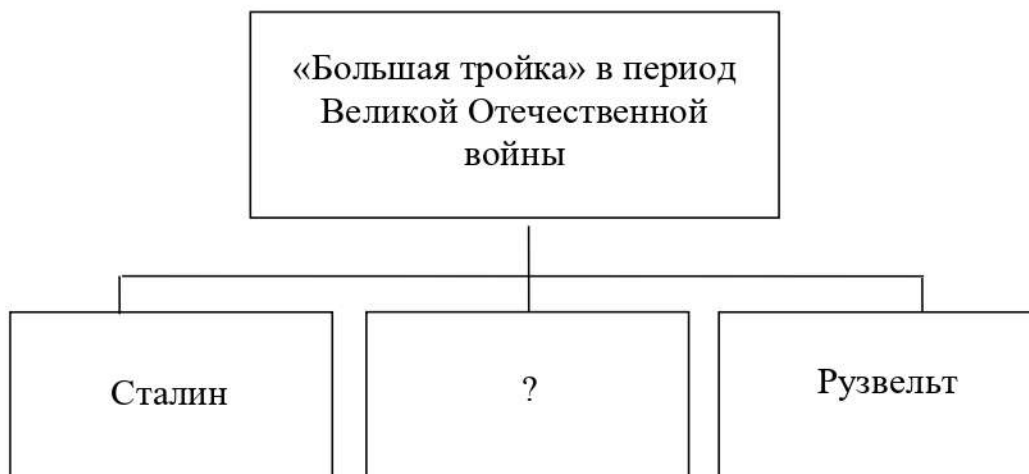 «Большая тройка» в период
Великой Отечественной
войны
Сталин
?
Рузвельт